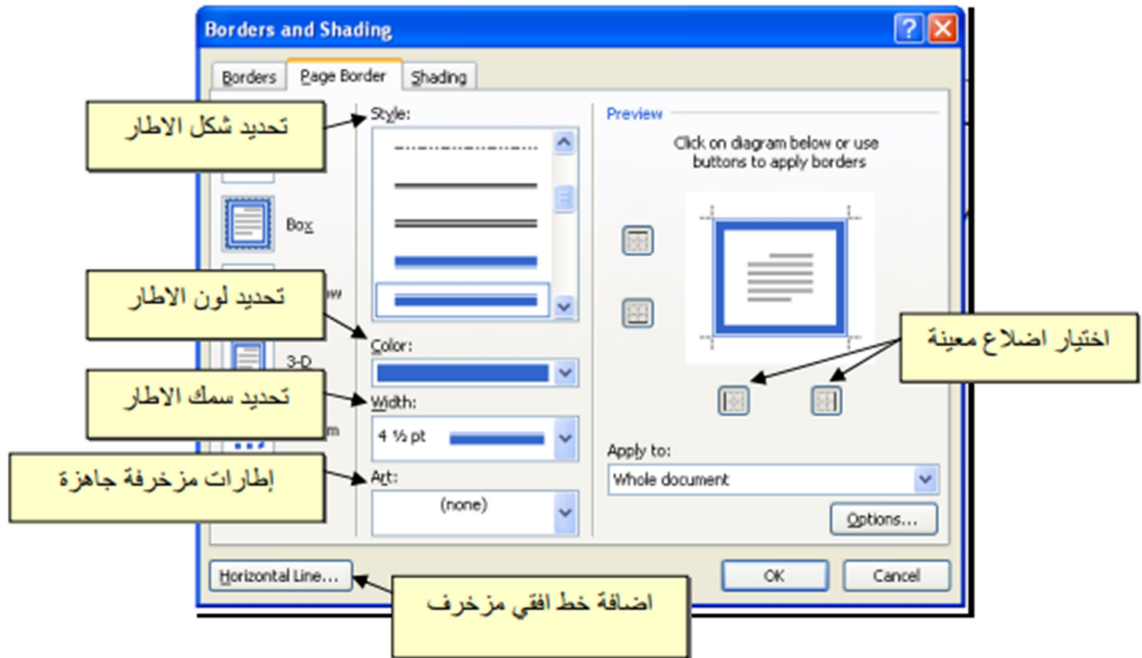 Borders and Shading
Borders
Page Border
Shading
تحديد شكل الاطار
Style:
Preview
Click on diagram below or use
buttons to apply borders
Box
تحديد لون الاطار
Color:
3-D
تحديد سمك الاطار
Width:
4 ½ pt
اختيار اضلاع معينة
إطارات مزخرفة جاهزة
Art:
(none)
Apply to:
Whole document
Options...
Horizontal Line...
OK
Cancel
اضافة خط افقي مزخرف